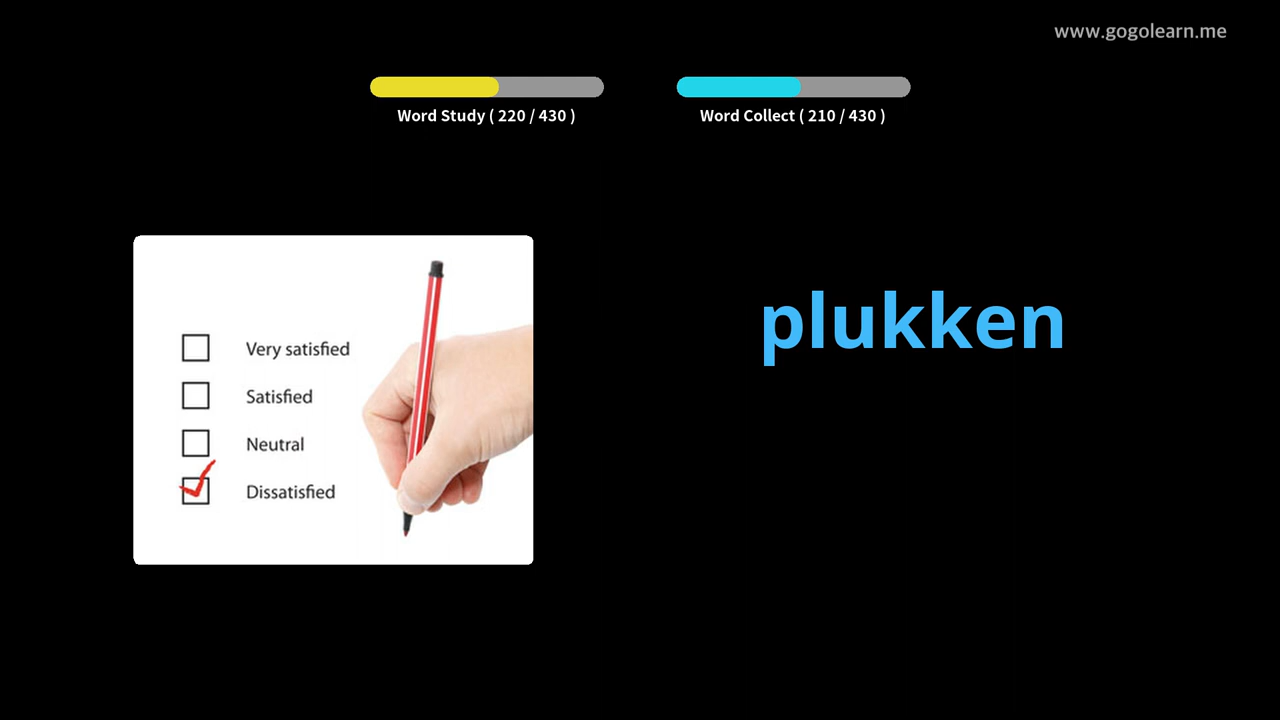 www.gogolearn.me
Word Study ( 220 / 430 )
Word Collect ( 210 / 430 )
plukken
Very satisfied
Satisfied
Neutral
Dissatisfied